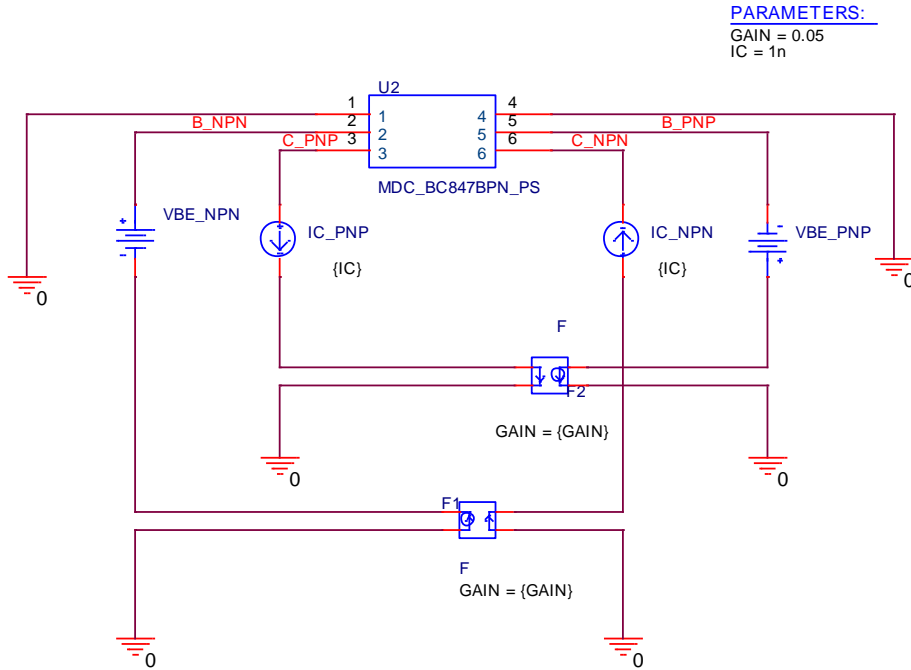 PARAMETERS:
GAIN = 0.05
IC = 1n
U2
1
1
4
4
B_NPN
2
2
5
5
B_PNP
C_PNP
3
3
6
6
C_NPN
MDC_BC847BPN_PS
VBE_NPN
IC_PNP
{IC}
IC_NPN
{IC}
VBE_PNP
0
0
F
F2
GAIN = {GAIN}
0
0
F1
F
GAIN = {GAIN}
0
0